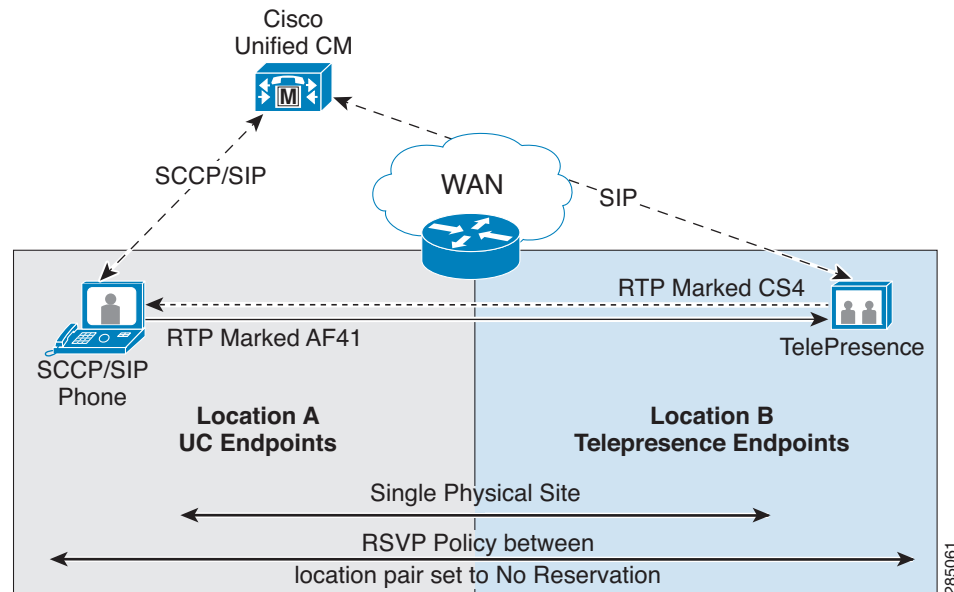 Cisco
Unified CM
M
SCCP/SIP
WAN
SIP
RTP Marked CS4
RTP Marked AF41
SCCP/SIP
Phone
TelePresence
Location A
UC Endpoints
Location B
Telepresence Endpoints
Single Physical Site
RSVP Policy between
location pair set to No Reservation
285061